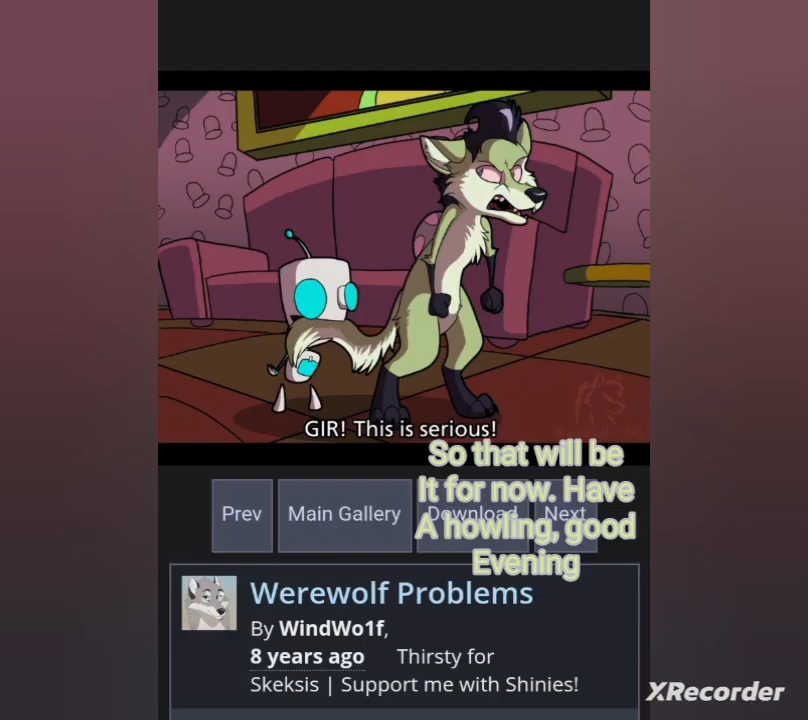 GIR! This is serious!
So that will be
It for now. Have
A howling, good
Evening
Prev
Main Gallery
Download
Next
Werewolf Problems
By WindWo1f,
8 years ago Thirsty for
Skeksis | Support me with Shinies!
XRecorder